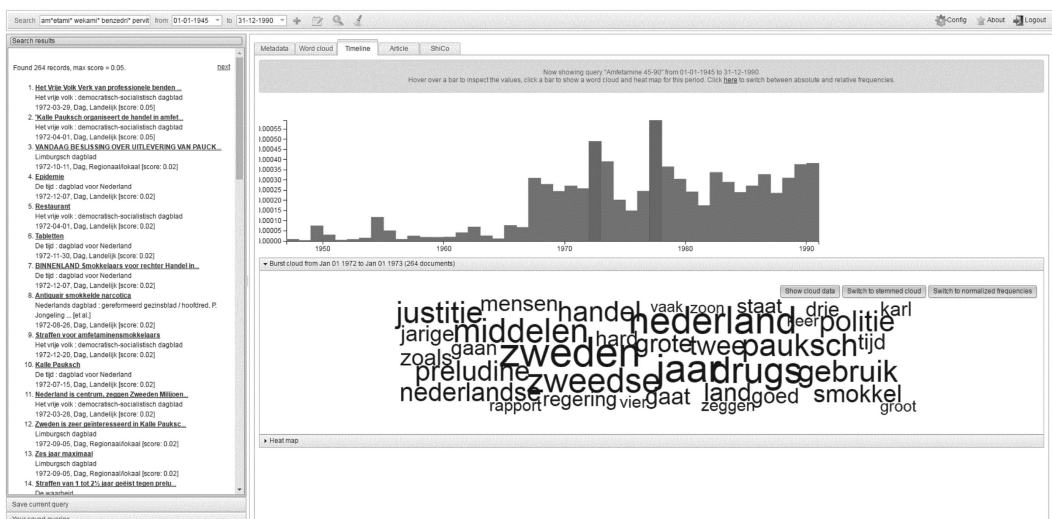 Search am*etami* wekami* benzedri* pervit from 01-01-1945 to 31-12-1990
Config About Logout
Search results
Found 264 records, max score = 0.05. next
1. Het Vrije Volk Verk van professionele benden ...
Het vrije volk : democratisch-socialistisch dagblad
1972-03-29, Dag, Landelijk [score: 0.05]
2. 'Kalle Pauksch organiseert de handel in amfet...
Het vrije volk : democratisch-socialistisch dagblad
1972-04-01, Dag, Landelijk [score: 0.05]
3. VANDAAG BESLISSING OVER UITLEVERING VAN PAUCK...
Limburgsch dagblad
1972-10-11, Dag, Regionaal/lokaal [score: 0.02]
4. Epidemie
De tijd : dagblad voor Nederland
1972-12-07, Dag, Landelijk [score: 0.02]
5. Restaurant
Het vrije volk : democratisch-socialistisch dagblad
1972-04-01, Dag, Landelijk [score: 0.02]
6. Tabletten
De tijd : dagblad voor Nederland
1972-11-30, Dag, Landelijk [score: 0.02]
7. BINNENLAND Smokkelaars voor rechter Handel in...
De tijd : dagblad voor Nederland
1972-12-07, Dag, Landelijk [score: 0.02]
8. Antiquair smokkelde narcotica
Nederlands dagblad : gereformeerd gezinsblad / hoofdred. P.
Jongeling ... [et al.]
1972-08-26, Dag, Landelijk [score: 0.02]
9. Straffen voor amfetaminensmokkelaars
Het vrije volk : democratisch-socialistisch dagblad
1972-12-20, Dag, Landelijk [score: 0.02]
10. Kalle Pauksch
De tijd : dagblad voor Nederland
1972-07-15, Dag, Landelijk [score: 0.02]
11. Nederland is centrum, zeggen Zweeden Miljoen...
Het vrije volk : democratisch-socialistisch dagblad
1972-03-28, Dag, Landelijk [score: 0.02]
12. Zweden is zeer geïnteresseerd in Kalle Pauksc...
Limburgsch dagblad
1972-09-05, Dag, Regionaal/lokaal [score: 0.02]
13. Zes jaar maximaal
Limburgsch dagblad
1972-09-05, Dag, Regionaal/lokaal [score: 0.02]
14. Straffen van 1 tot 2½ jaar geëist tegen prelu...
De waarheid
Save current query
Your saved queries
Metadata Word cloud Timeline Article ShiCo
Now showing query "Amfetamine 45-90" from 01-01-1945 to 31-12-1990.
Hover over a bar to inspect the values, click a bar to show a word cloud and heat map for this period. Click here to switch between absolute and relative frequencies.
0.00055
0.00050
0.00045
0.00040
0.00035
0.00030
0.00025
0.00020
0.00015
0.00010
0.00005
0.00000
1950 1960 1970 1980 1990
Burst cloud from Jan 01 1972 to Jan 01 1973 (264 documents)
Show cloud data Switch to stemmed cloud Switch to normalized frequencies
justitie mensen handel vaak zoon staat drie karl
jarige middelen hard nederland keer politie
zoals gaan zweden grote twee pauksch tijd
preludine zweedse jaar drugs gebruik
nederlandse regering vier gaat land goed smokkel
rapport zeggen groot
Heat map